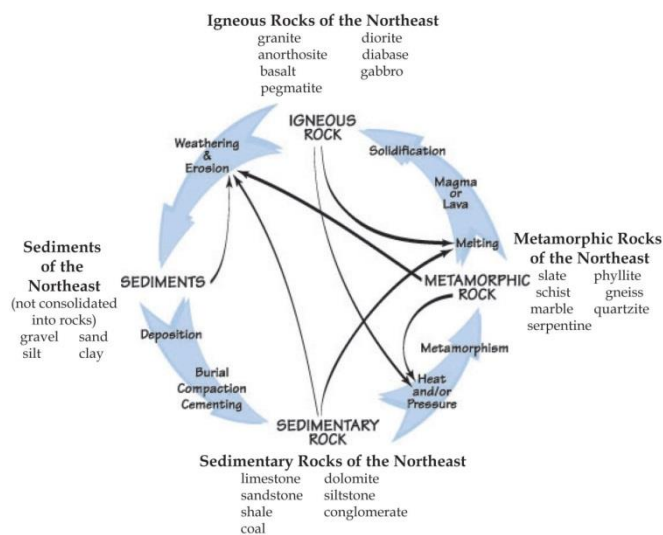 Igneous Rocks of the Northeast
granite diorite
anorthosite diabase
basalt gabbro
pegmatite
IGNEOUS
ROCK
Weathering
&
Erosion
Solidification
Magma
or
Lava
Melting
Sediments
of the
Northeast
(not consolidated
into rocks)
gravel sand
silt clay
SEDIMENTS
METAMORPHIC
ROCK
Metamorphic Rocks
of the Northeast
slate phyllite
schist gneiss
marble quartzite
serpentine
Deposition
Burial
Compaction
Cementing
Metamorphism
Heat
and/or
Pressure
SEDIMENTARY
ROCK
Sedimentary Rocks of the Northeast
limestone dolomite
sandstone siltstone
shale conglomerate
coal